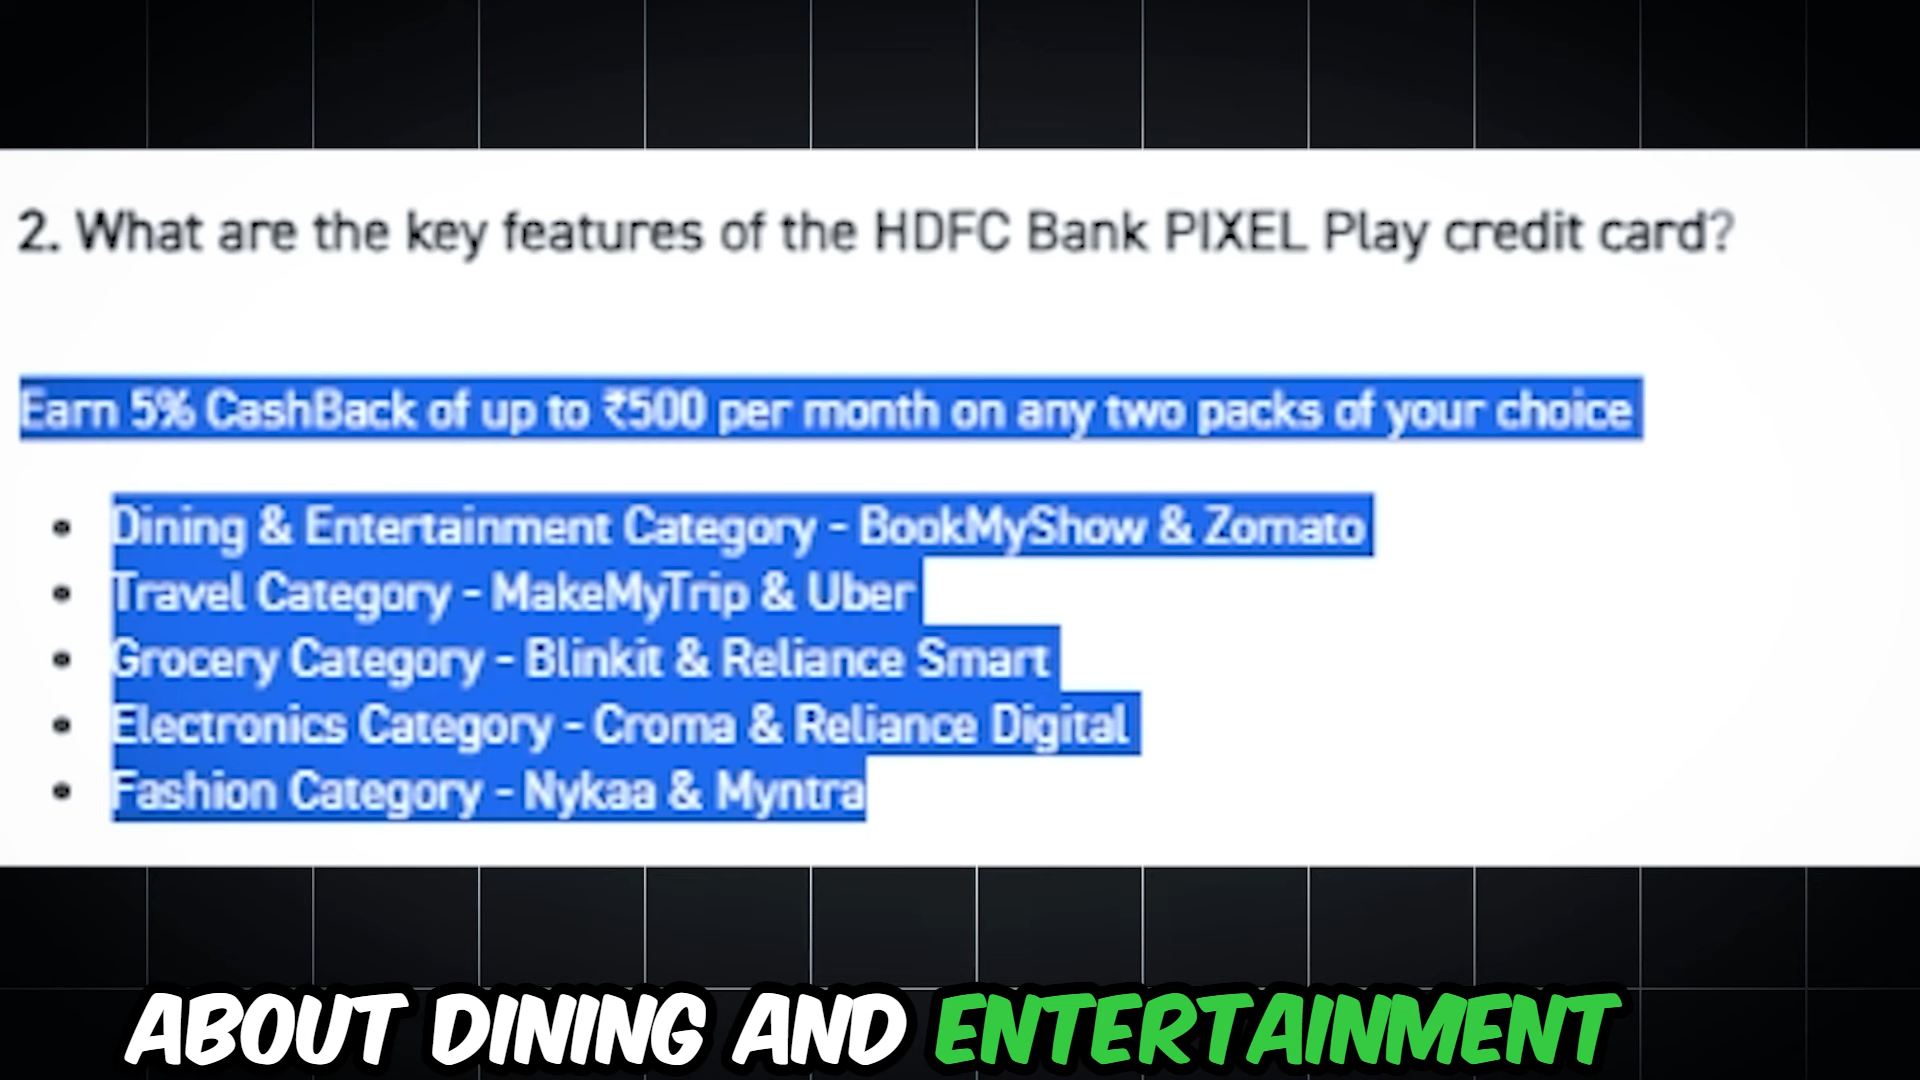 2. What are the key features of the HDFC Bank PIXEL Play credit card?
Earn 5% CashBack of up to ₹500 per month on any two packs of your choice
• Dining & Entertainment Category - BookMyShow & Zomato
• Travel Category - MakeMyTrip & Uber
• Grocery Category - Blinkit & Reliance Smart
• Electronics Category - Croma & Reliance Digital
• Fashion Category - Nykaa & Myntra
ABOUT DINING AND ENTERTAINMENT